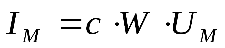 I_M = c · W · U_M